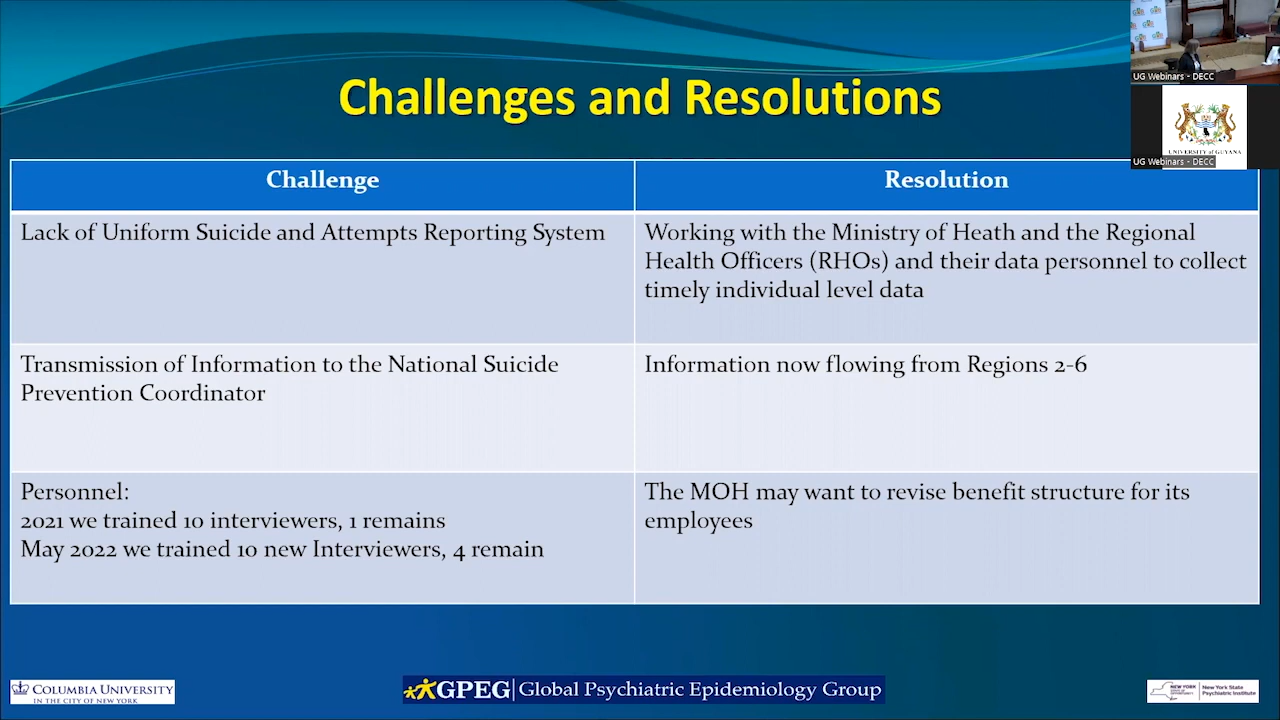 UG Webinars - DECC
Challenges and Resolutions
UNIVERSITY of GUYANA
UG Webinars - DECC
Challenge
Resolution
Lack of Uniform Suicide and Attempts Reporting System
Working with the Ministry of Heath and the Regional
Health Officers (RHOs) and their data personnel to collect
timely individual level data
Transmission of Information to the National Suicide
Prevention Coordinator
Information now flowing from Regions 2-6
Personnel:
2021 we trained 10 interviewers, 1 remains
May 2022 we trained 10 new Interviewers, 4 remain
The MOH may want to revise benefit structure for its
employees
COLUMBIA UNIVERSITY
IN THE CITY OF NEW YORK
GPEG | Global Psychiatric Epidemiology Group
New York State
Psychiatric Institute